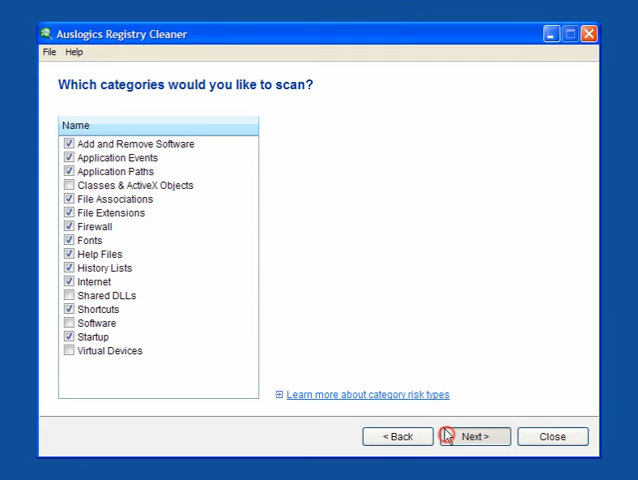 Auslogics Registry Cleaner
File Help
Which categories would you like to scan?
Name
Add and Remove Software
Application Events
Application Paths
Classes & ActiveX Objects
File Associations
File Extensions
Firewall
Fonts
Help Files
History Lists
Internet
Shared DLLs
Shortcuts
Software
Startup
Virtual Devices
Learn more about category risk types
< Back Next > Close